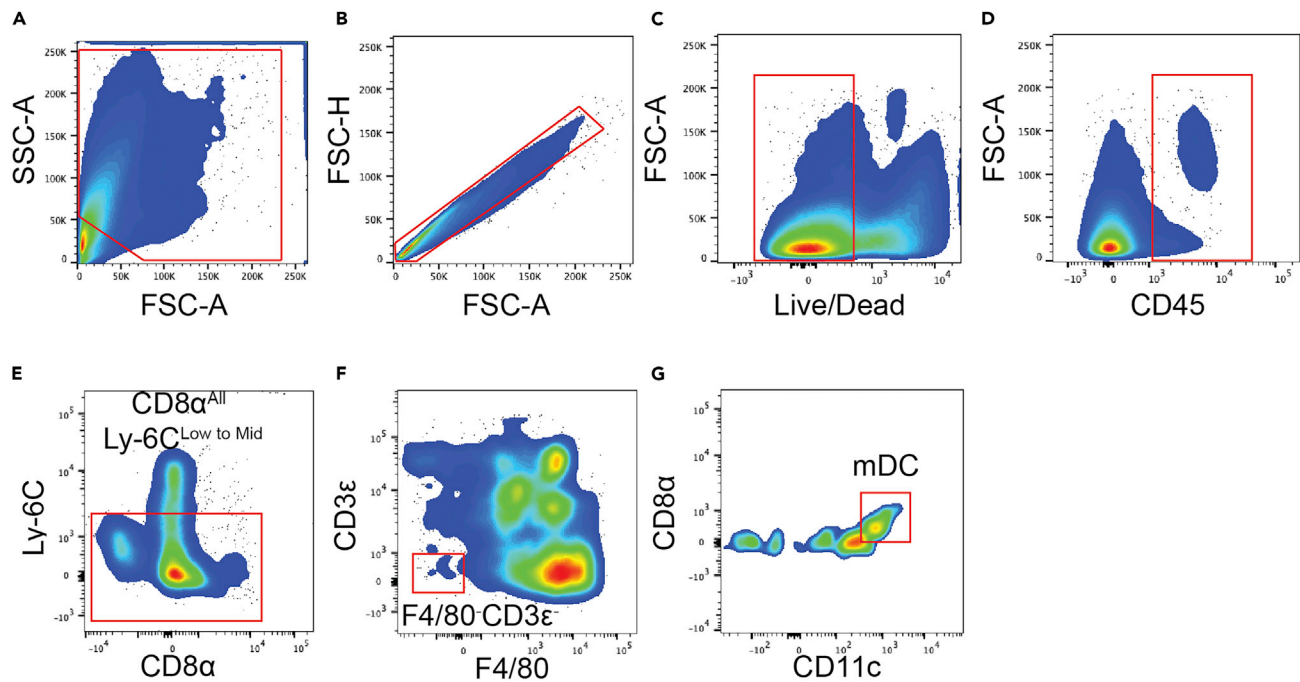 A
B
C
D
250K
200K
150K
100K
50K
0
SSC-A
0
50K
100K
150K
200K
250K
FSC-A
250K
200K
150K
100K
50K
0
FSC-H
0
50K
100K
150K
200K
250K
FSC-A
250K
200K
150K
100K
50K
0
FSC-A
-10³
0
10³
10⁴
Live/Dead
250K
200K
150K
100K
50K
0
FSC-A
-10³
0
10³
10⁴
10⁵
CD45
E
F
G
CD8α^All
Ly-6C^Low to Mid
10⁵
10⁴
10³
0
-10³
Ly-6C
-10⁴
0
10⁴
10⁵
CD8α
10⁵
10⁴
10³
0
-10³
CD3ε
F4/80⁻CD3ε⁻
-10³
0
10³
10⁴
10⁵
F4/80
mDC
10⁵
10⁴
10³
0
-10³
-10⁴
CD8α
-10²
0
10²
10³
10⁴
CD11c